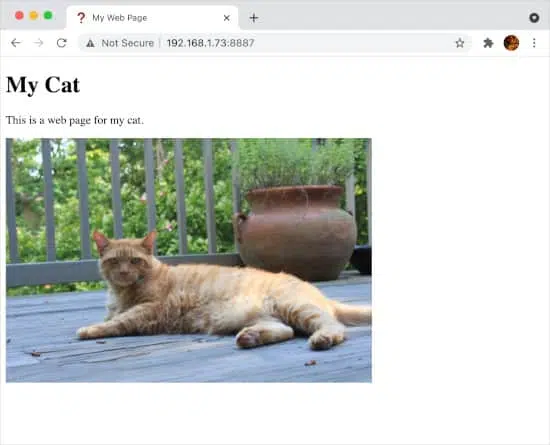 My Web Page
Not Secure | 192.168.1.73:8887
My Cat
This is a web page for my cat.